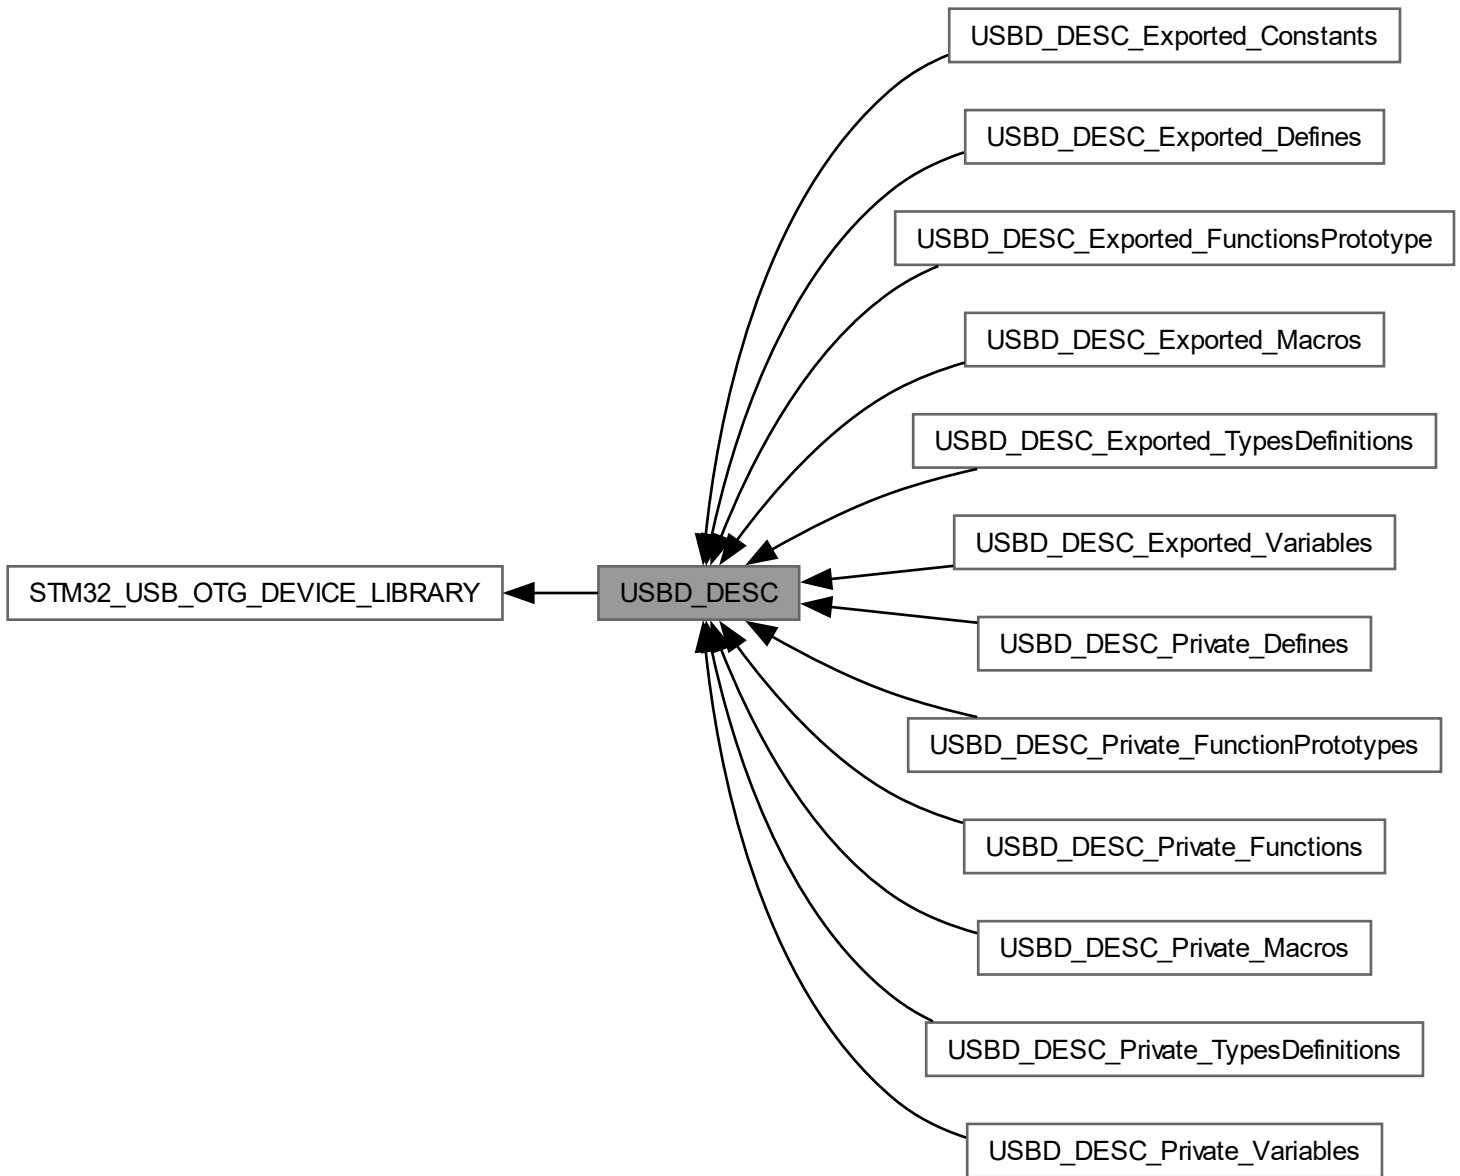 USBD_DESC_Exported_Constants
USBD_DESC_Exported_Defines
USBD_DESC_Exported_FunctionsPrototype
USBD_DESC_Exported_Macros
USBD_DESC_Exported_TypesDefinitions
USBD_DESC_Exported_Variables
STM32_USB_OTG_DEVICE_LIBRARY
USBD_DESC
USBD_DESC_Private_Defines
USBD_DESC_Private_FunctionPrototypes
USBD_DESC_Private_Functions
USBD_DESC_Private_Macros
USBD_DESC_Private_TypesDefinitions
USBD_DESC_Private_Variables